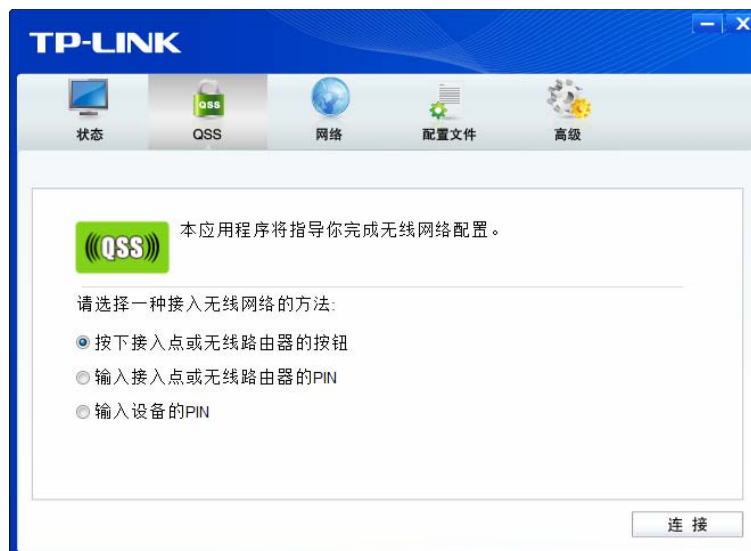 TP-LINK
QSS
状态 QSS 网络 配置文件 高级
QSS
本应用程序将指导你完成无线网络配置。
请选择一种接入无线网络的方法:
按下接入点或无线路由器的按钮
输入接入点或无线路由器的PIN
输入设备的PIN
连接